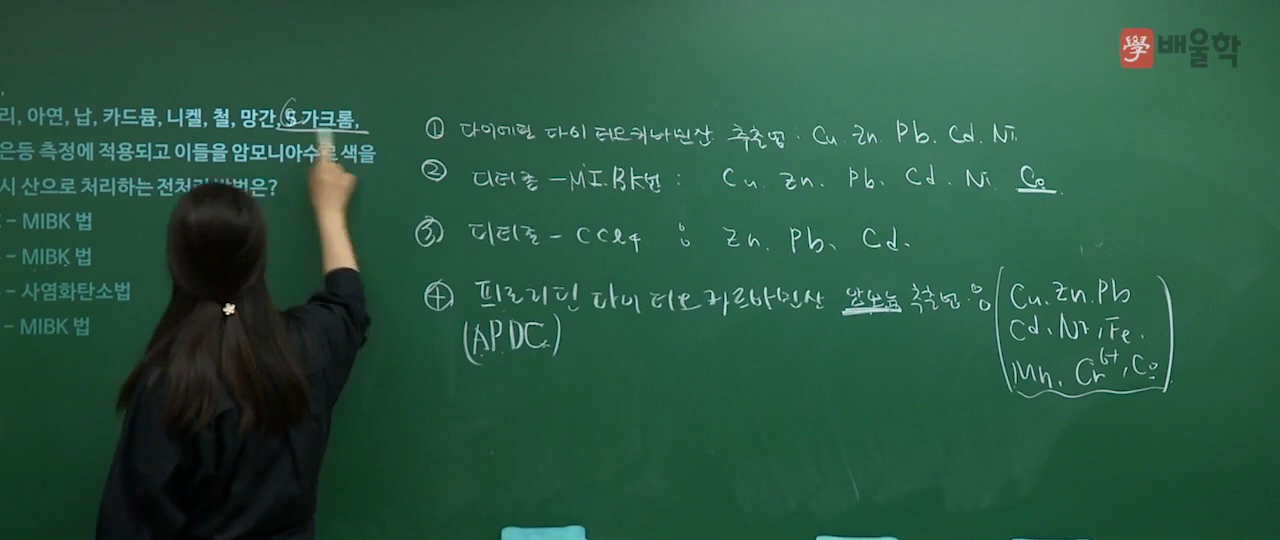 學 배울학
리, 아연, 납, 카드뮴, 니켈, 철, 망간, 6가크롬,
은등 측정에 적용되고 이들을 암모니아수로 색을
시 산으로 처리하는 전처리 방법은?
- MIBK 법
- MIBK 법
- 사염화탄소법
- MIBK 법
① 다이에틸 다이 티오카바민산 추출법 : Cu. Zn. Pb. Cd. Ni
② 디티존 - MIBK법 : Cu. Zn. Pb. Cd. Ni Co.
③ 디티존 - CCl4 : Zn. Pb. Cd.
④ 피로리딘 다이 티오 카르바민산 암모늄 추출법 :
(APDC)
Cu. Zn. Pb
Cd. Ni, Fe.
Mn. Cr6+, Co